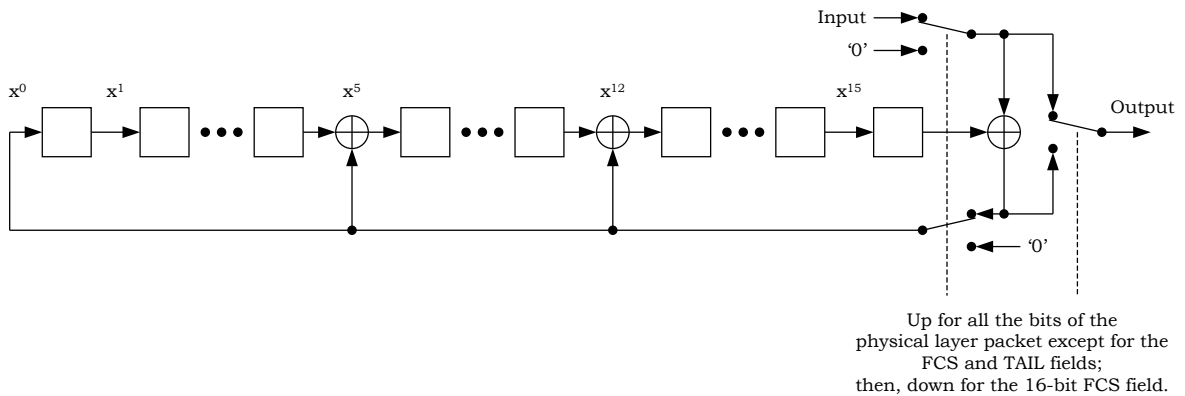 Input
‘0’
x⁰
x¹
x⁵
x¹²
x¹⁵
Output
‘0’
Up for all the bits of the
physical layer packet except for the
FCS and TAIL fields;
then, down for the 16-bit FCS field.